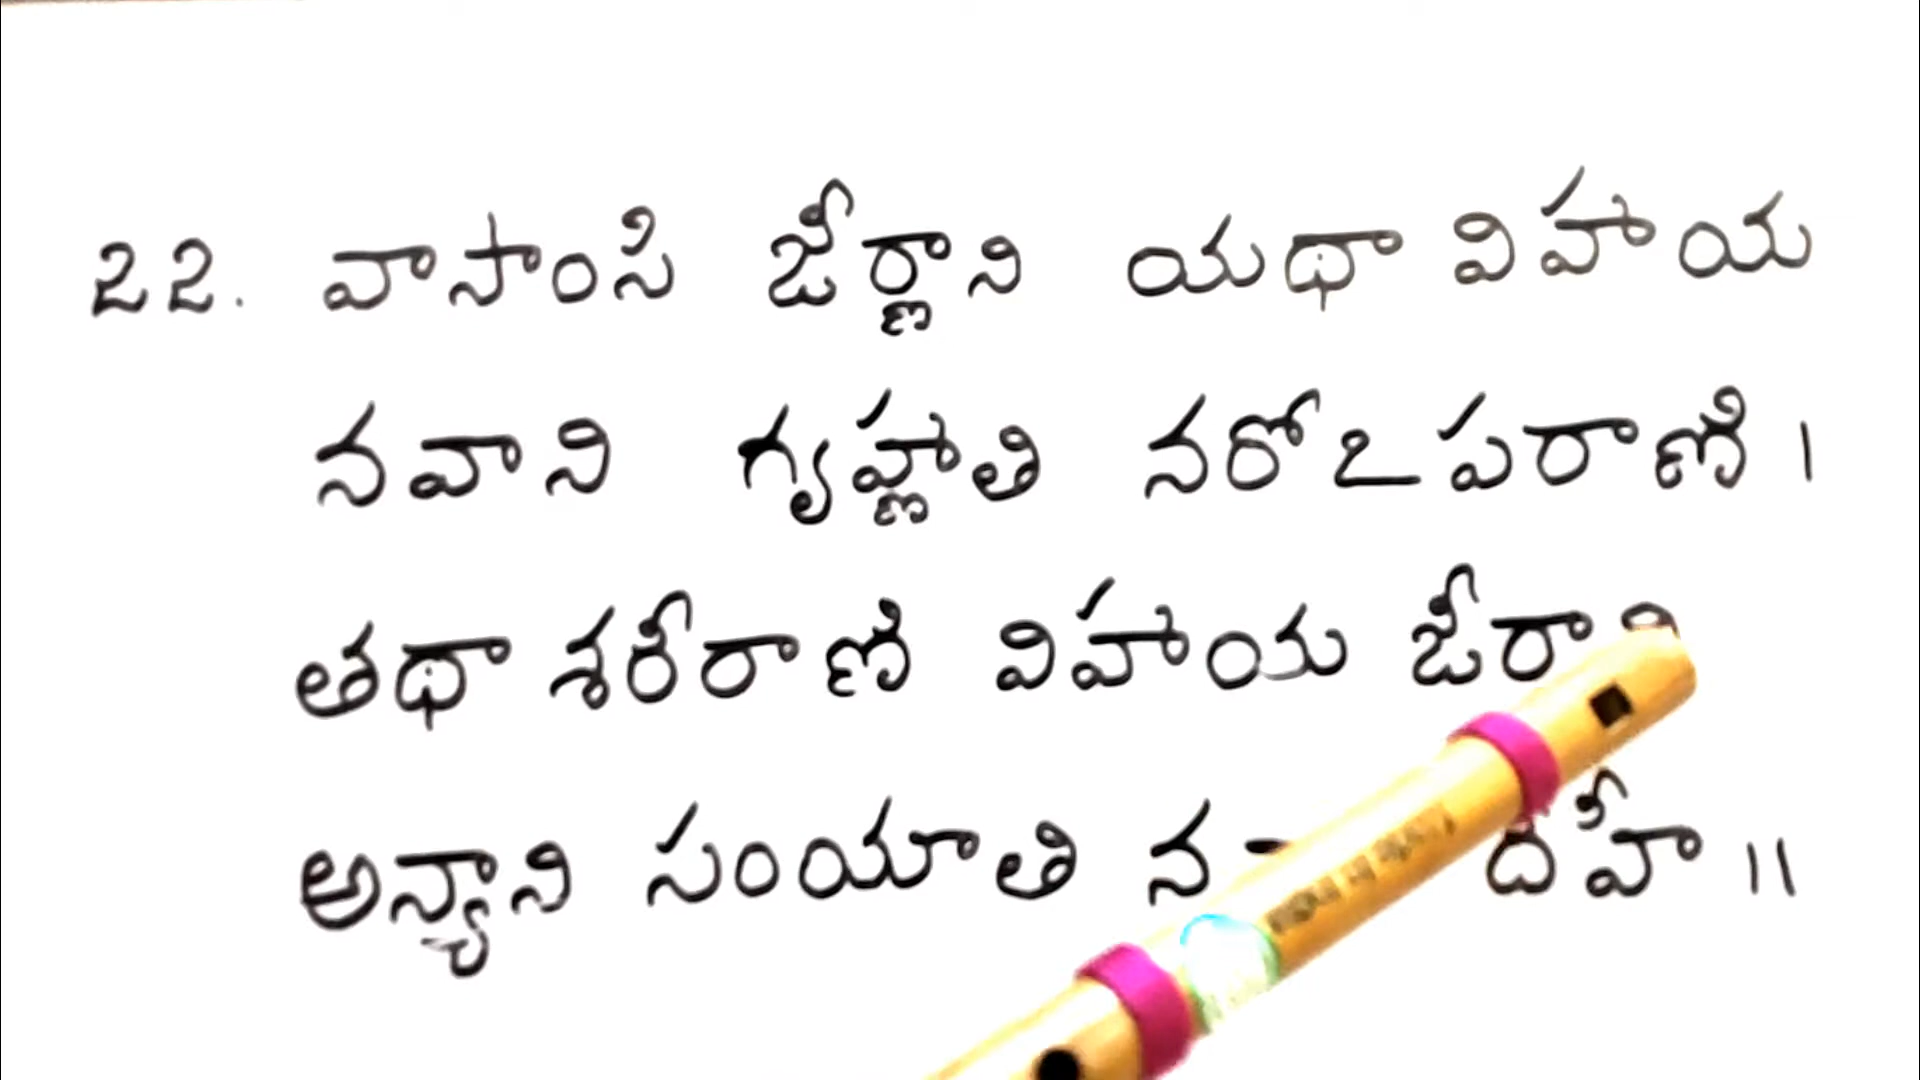 22. వాసాంసి జీర్ణాని యథా విహాయ
నవాని గృహ్ణాతి నరోఽపరాణి ।
తథా శరీరాణి విహాయ
అన్యాని సంయాతి దేహీ ॥